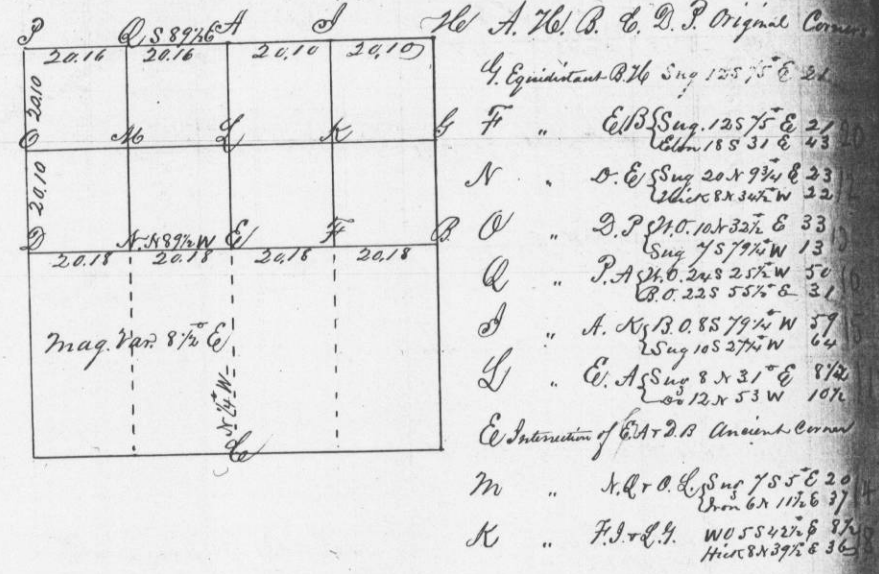 P Q S 89½ E A I H
20.16 20.16 20.10 20.10
20.10
O M L K G
20.10
D N N 89½ W E F B
20.18 20.18 20.18 20.18
Mag. Var. 8½° E
N ¼° W
C
A. H. B. E. D. P. Original Corners
G. Equidistant B. H Sug 12 S 75° E 21
F „ E B Sug. 12 S 75° E 21
Elm 18 S 31 E 43
N „ D. E Sug 20 N 9¾ E 23
Hick 8 N 34½ W 22
O „ D. P W.O. 10 N 32½ E 33
Sug 7 S 79¼ W 13
Q „ P. A W.O. 24 S 25½ W 50
B.O. 22 S 55½ E 31
I „ A. H B.O. 8 S 79¼ W 59
Sug 10 S 27¼ W 64
L „ E. A Sug 8 N 31° E 8½
Do 12 N 53 W 10½
E Intersection of C.A & D.B Ancient Corner
M „ N. Q & O. L. Sug 7 S 5° E 20
Iron 6 N 11½ E 37
K „ F. I. & L. G. W O 5 S 42½ E 8½
Hick 8 N 39½ E 36